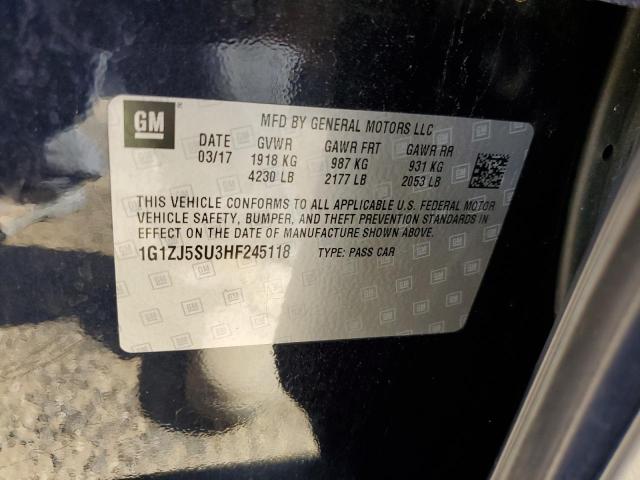 GM
MFD BY GENERAL MOTORS LLC
DATE GVWR GAWR FRT GAWR RR
03/17 1918 KG 987 KG 931 KG
4230 LB 2177 LB 2053 LB
THIS VEHICLE CONFORMS TO ALL APPLICABLE U.S. FEDERAL MOTOR
VEHICLE SAFETY, BUMPER, AND THEFT PREVENTION STANDARDS IN
EFFECT ON THE DATE OF MANUFACTURE SHOWN ABOVE.
1G1ZJ5SU3HF245118 TYPE: PASS CAR